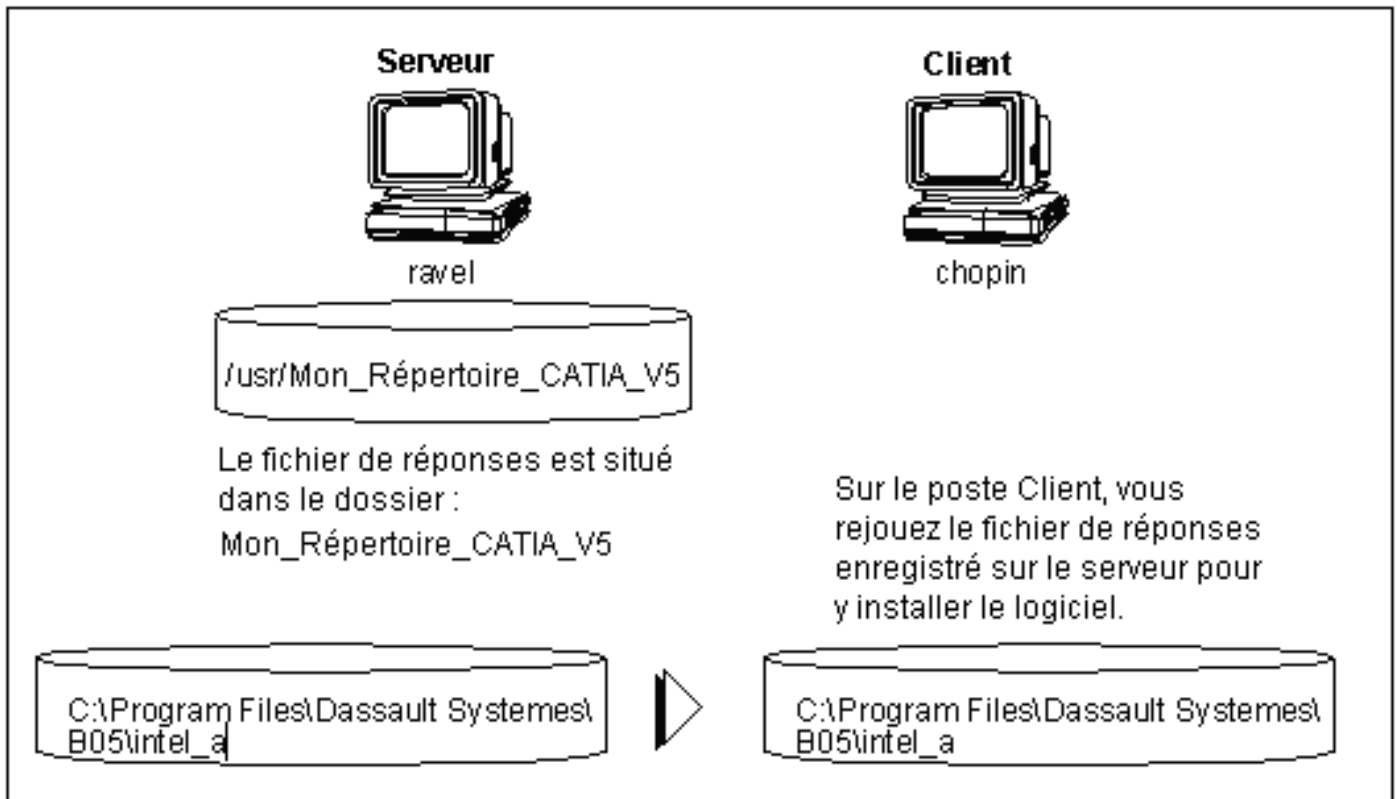 Serveur
Client
ravel
chopin
/usr/Mon_Répertoire_CATIA_V5
Le fichier de réponses est situé
dans le dossier :
Mon_Répertoire_CATIA_V5
Sur le poste Client, vous
rejouez le fichier de réponses
enregistré sur le serveur pour
y installer le logiciel.
C:\Program Files\Dassault Systemes\
B05\intel_a
C:\Program Files\Dassault Systemes\
B05\intel_a